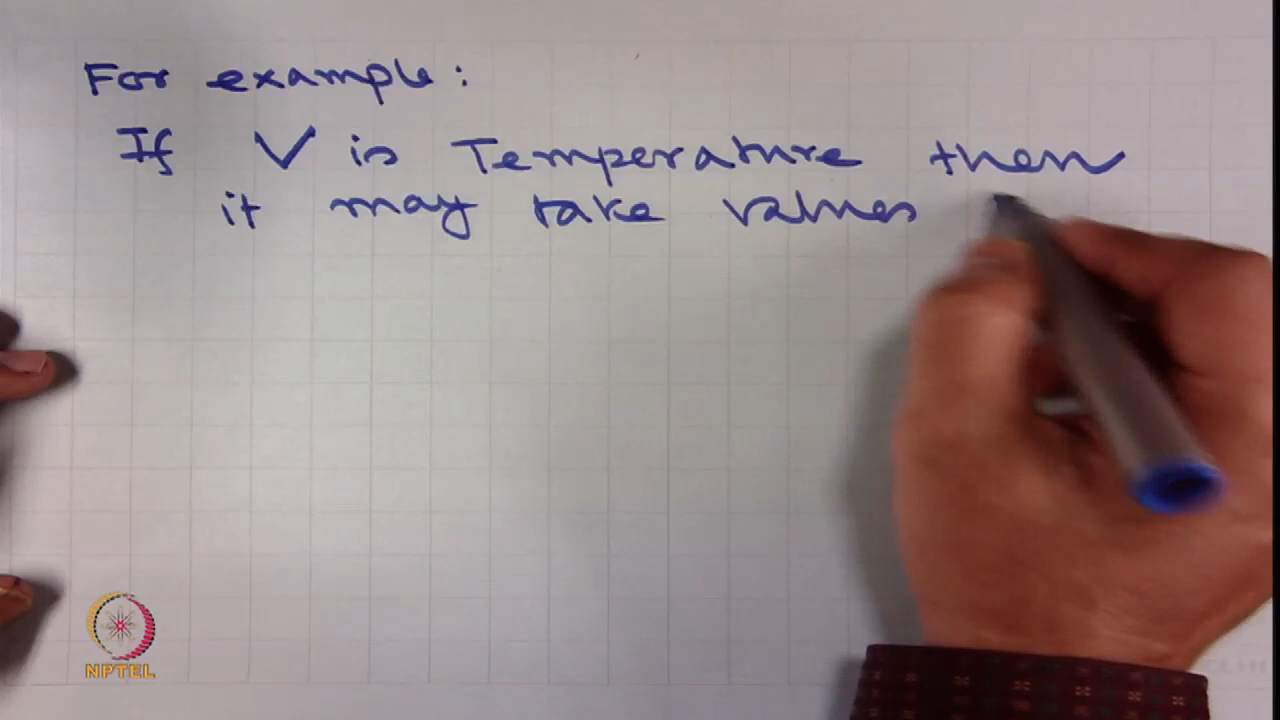 For example:
If V is Temperature then
it may take values
NPTEL